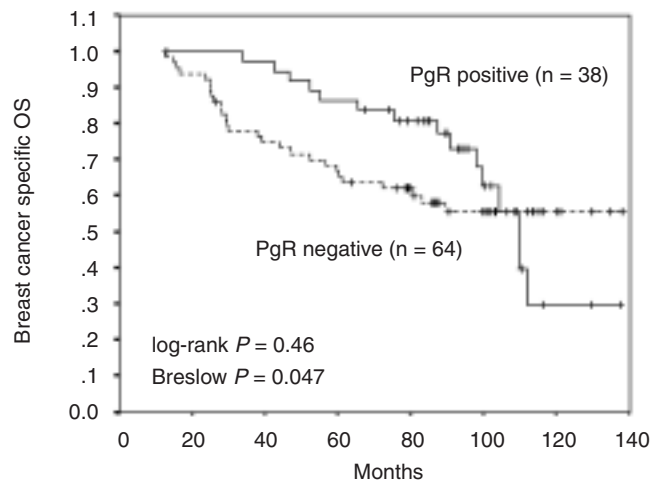 Breast cancer specific OS
1.1
1.0
.9
.8
.7
.6
.5
.4
.3
.2
.1
0.0
PgR positive (n = 38)
PgR negative (n = 64)
log-rank P = 0.46
Breslow P = 0.047
0 20 40 60 80 100 120 140
Months